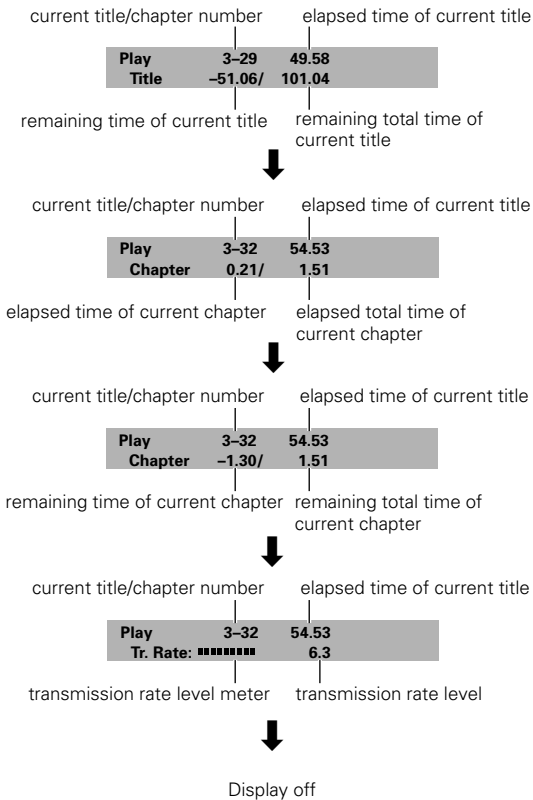 current title/chapter number elapsed time of current title
Play 3–29 49.58
Title –51.06/ 101.04
remaining time of current title remaining total time of
current title
current title/chapter number elapsed time of current title
Play 3–32 54.53
Chapter 0.21/ 1.51
elapsed time of current chapter elapsed total time of
current chapter
current title/chapter number elapsed time of current title
Play 3–32 54.53
Chapter –1.30/ 1.51
remaining time of current chapter remaining total time of
current chapter
current title/chapter number elapsed time of current title
Play 3–32 54.53
Tr. Rate: 6.3
transmission rate level meter transmission rate level
Display off